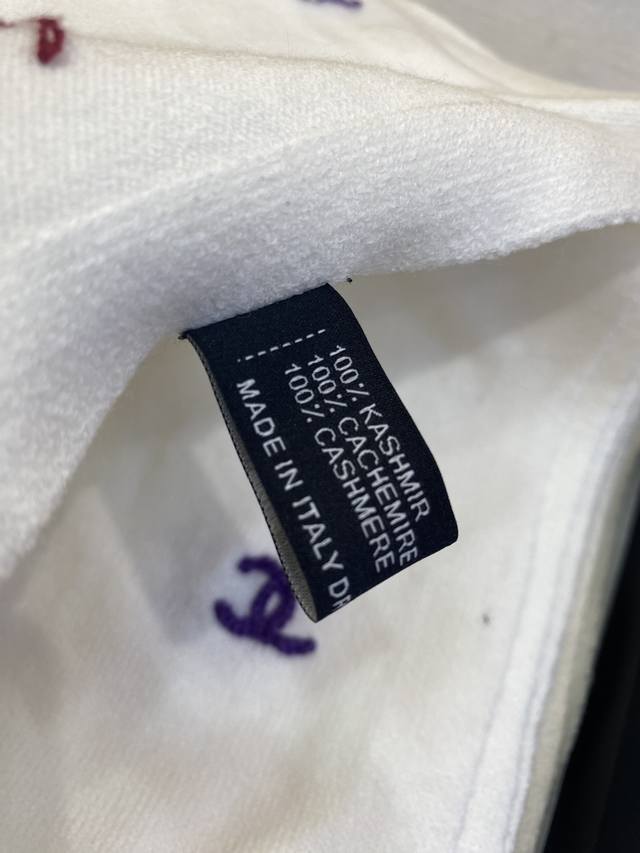 100% KASHMIR
100% CACHEMIRE
100% CASHMERE
MADE IN ITALY